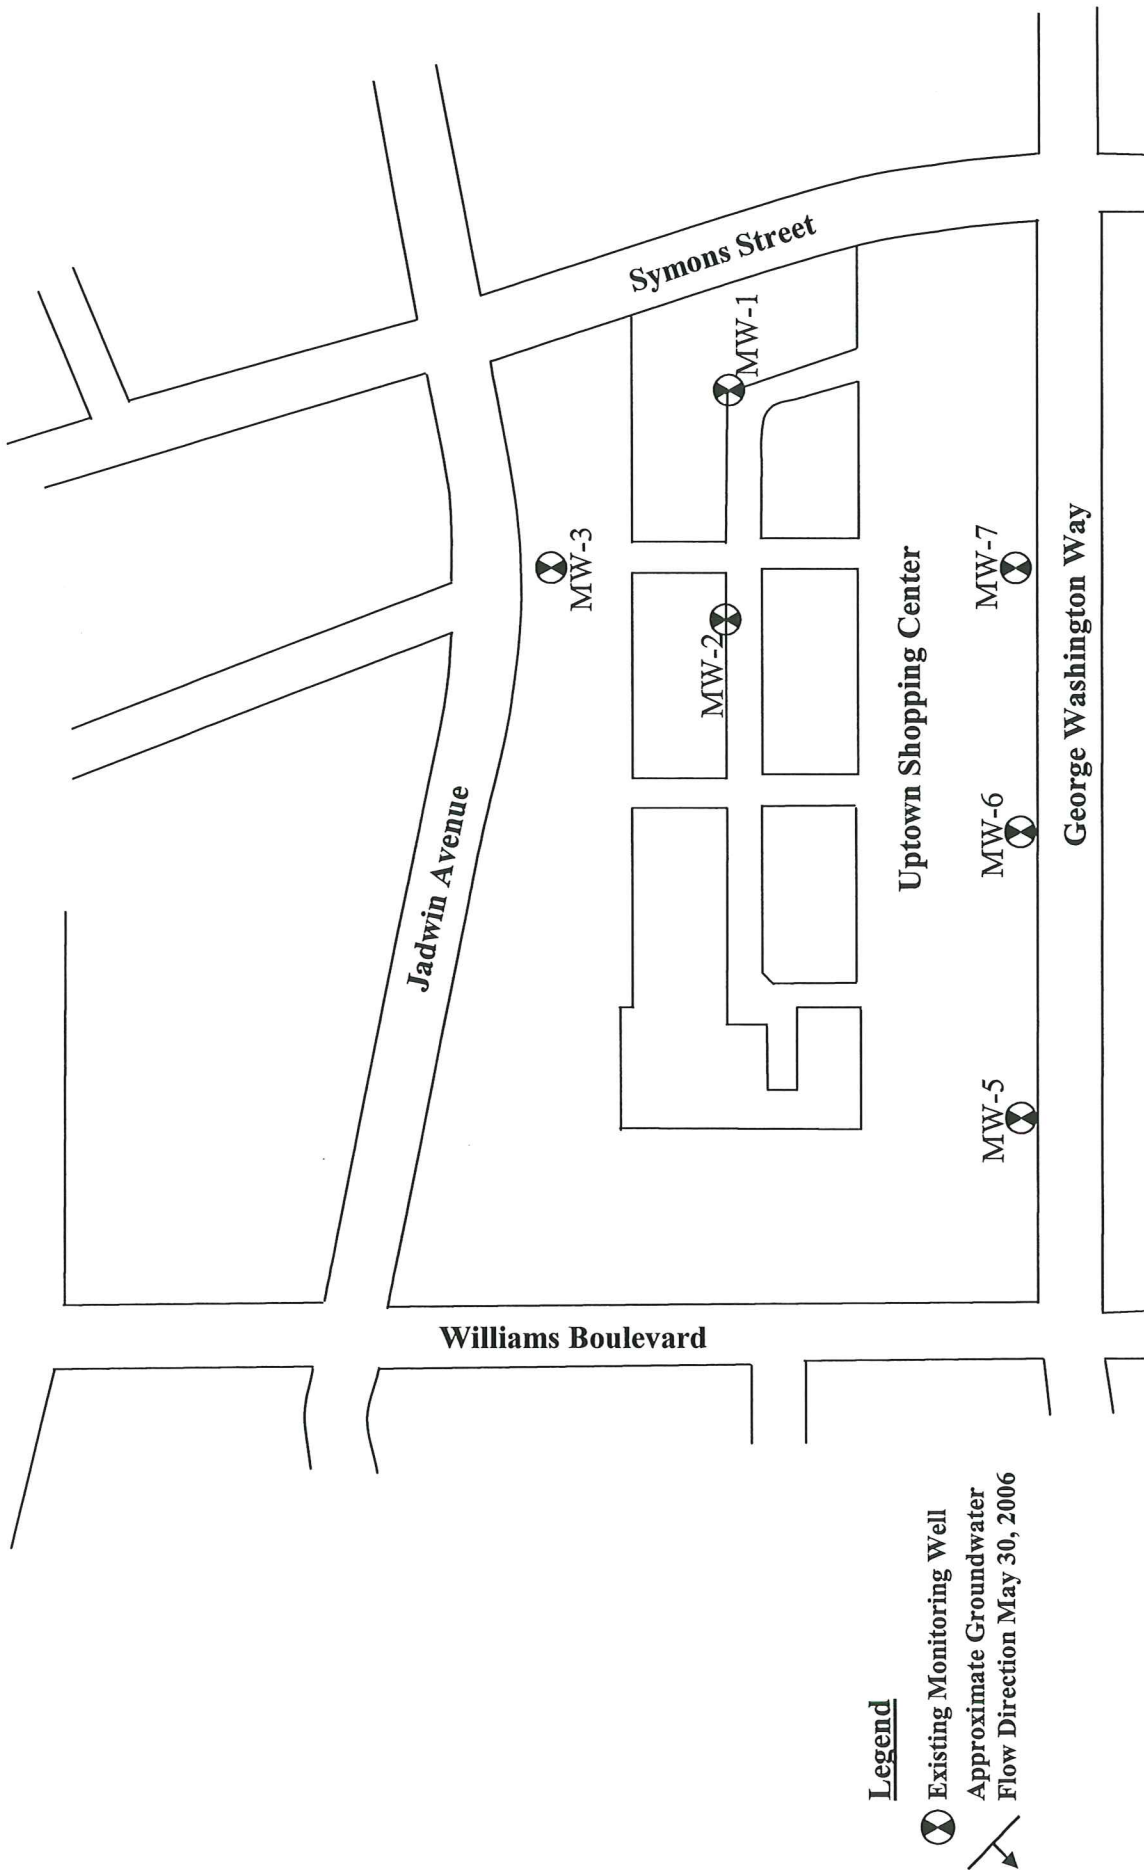 Symons Street
MW-1
MW-3
MW-2
MW-7
Uptown Shopping Center
George Washington Way
MW-6
Jadwin Avenue
MW-5
Williams Boulevard
Legend
Existing Monitoring Well
Approximate Groundwater
Flow Direction May 30, 2006